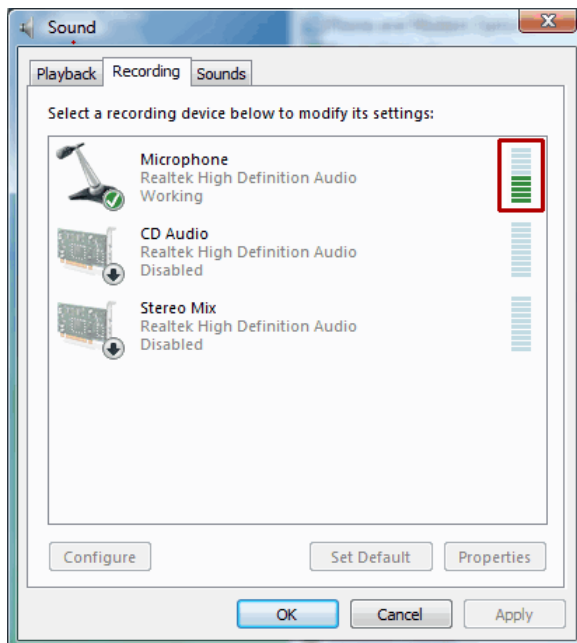 Sound
Playback Recording Sounds
Select a recording device below to modify its settings:
Microphone
Realtek High Definition Audio
Working
CD Audio
Realtek High Definition Audio
Disabled
Stereo Mix
Realtek High Definition Audio
Disabled
Configure Set Default Properties
OK Cancel Apply